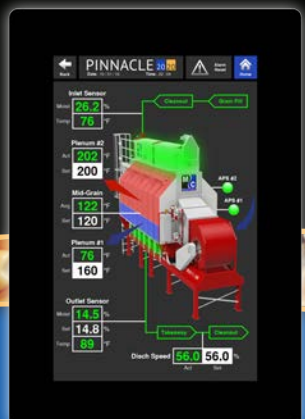 PINNACLE 2020
Back
Alarm
Reset
Home
Inlet Sensor
Moist 26.2 %
Temp 76 °F
Cleanout
Grain Fill
Plenum #2
Act 202 °F
Set 200 °F
APS #2
APS #1
MC
Mid-Grain
Avg 122 °F
Set 120 °F
Plenum #1
Act 76 °F
Set 160 °F
Outlet Sensor
Moist 14.5 %
Set 14.8 %
Temp 89 °F
Takeaway
Cleanout
Disch Speed 56.0 56.0 %
Act Set